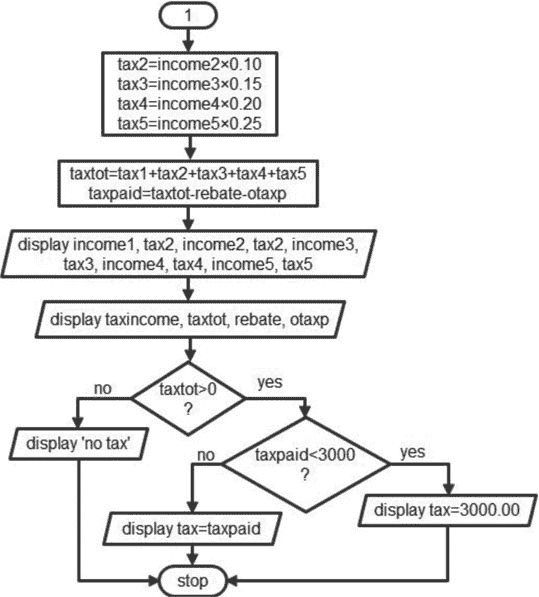 1
tax2=income2×0.10
tax3=income3×0.15
tax4=income4×0.20
tax5=income5×0.25
taxtot=tax1+tax2+tax3+tax4+tax5
taxpaid=taxtot-rebate-otaxp
display income1, tax2, income2, tax2, income3,
tax3, income4, tax4, income5, tax5
display taxincome, taxtot, rebate, otaxp
no
taxtot>0
?
yes
display 'no tax'
no
taxpaid<3000
?
yes
display tax=taxpaid
display tax=3000.00
stop